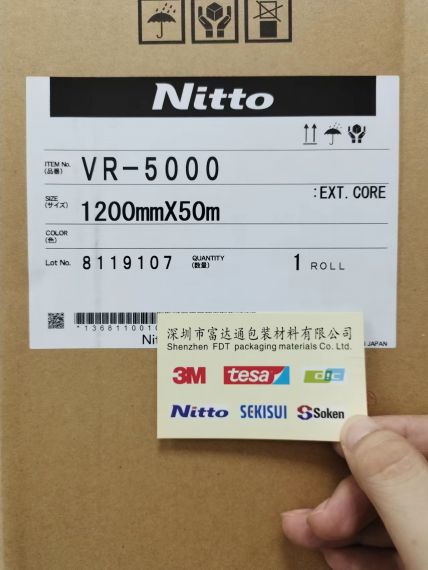 Nitto
ITEM No.
(品番)
VR-5000
:EXT. CORE
SIZE
(サイズ)
1200mmX50m
COLOR
(色)
Lot No.
8119107
QUANTITY
(数量)
1 ROLL
JAPAN
深圳市富达通包装材料有限公司
Shenzhen FDT packaging materials Co. Ltd.
3M tesa dic
Nitto SEKISUI Soken